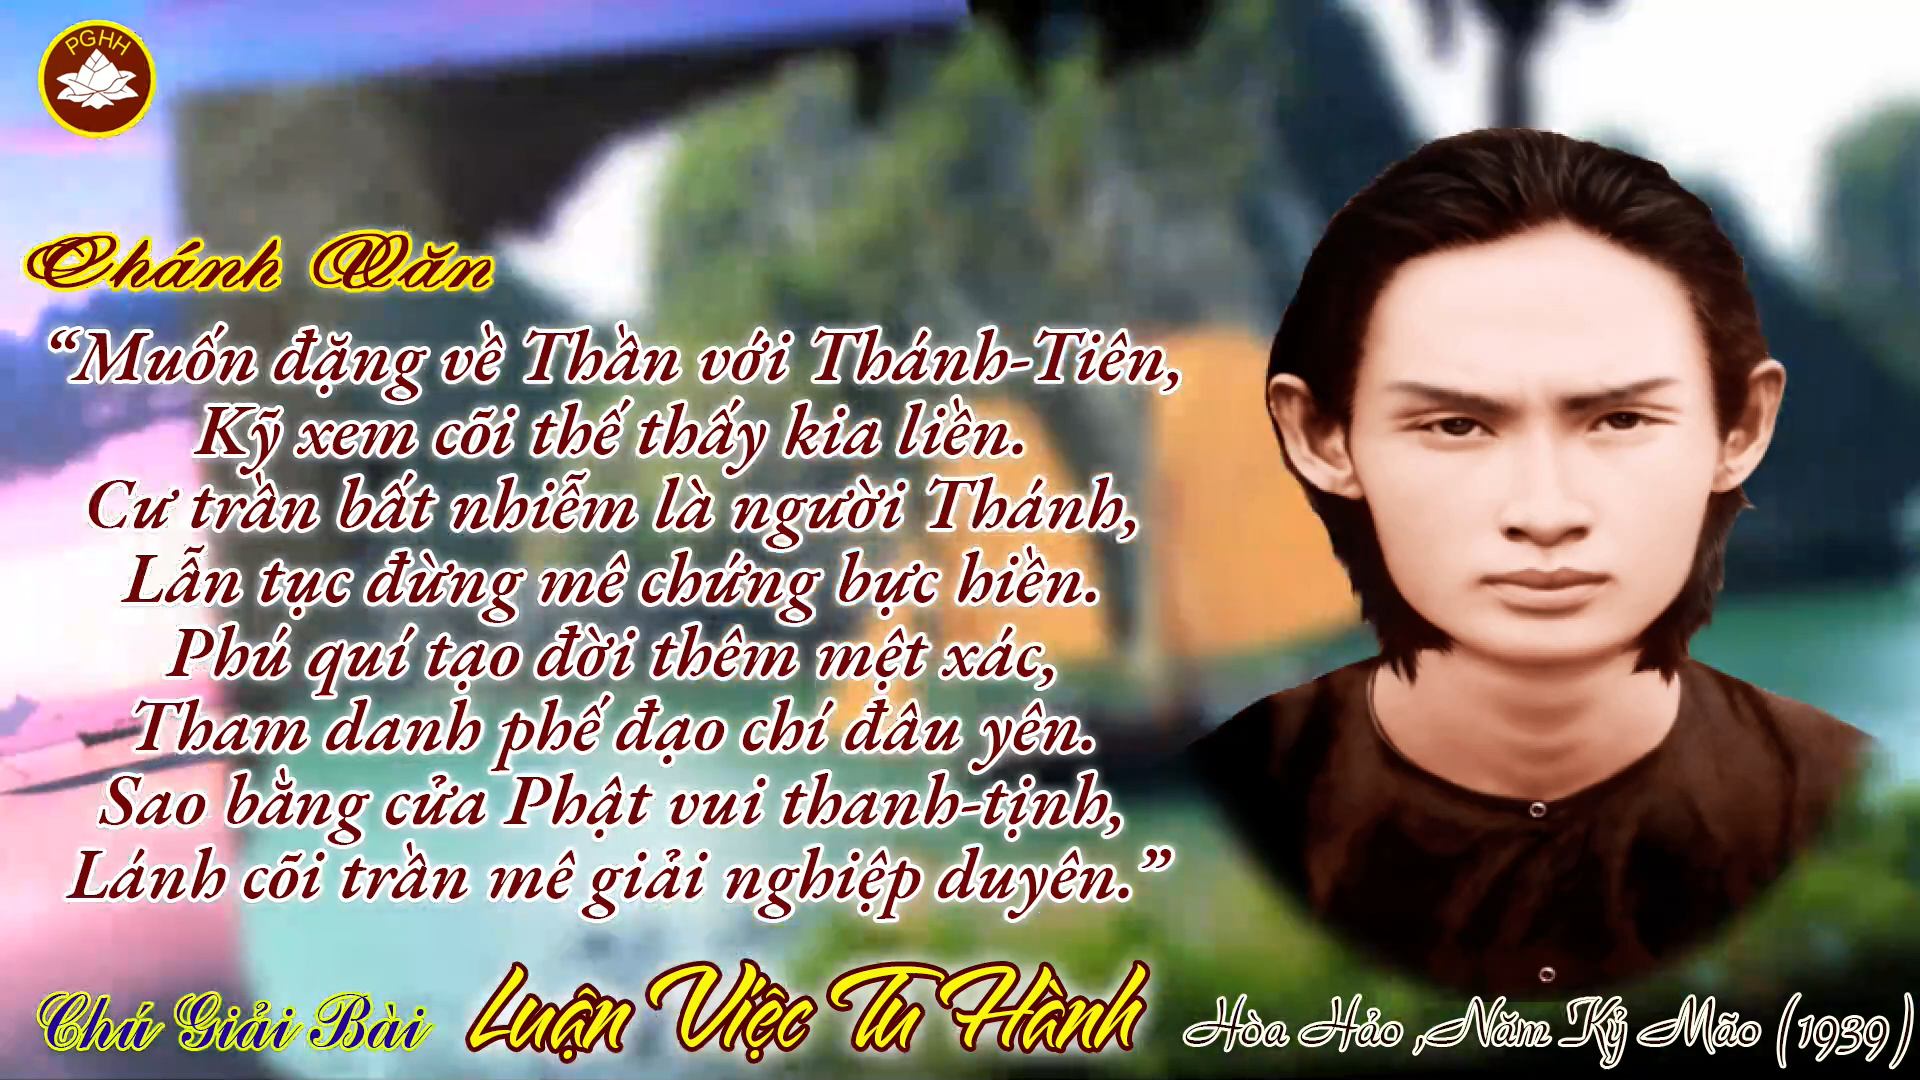 PGHH
Chánh Văn
“Muốn đặng về Thần với Thánh-Tiên,
Kỹ xem cõi thế thấy kia liền.
Cư trần bất nhiễm là người Thánh,
Lẫn tục đừng mê chứng bực hiền.
Phú quí tạo đời thêm mệt xác,
Tham danh phế đạo chí đâu yên.
Sao bằng cửa Phật vui thanh-tịnh,
Lánh cõi trần mê giải nghiệp duyên.”
Chú Giải Bài Luận Việc Tu Hành
Hòa Hảo ,Năm Kỷ Mão (1939)